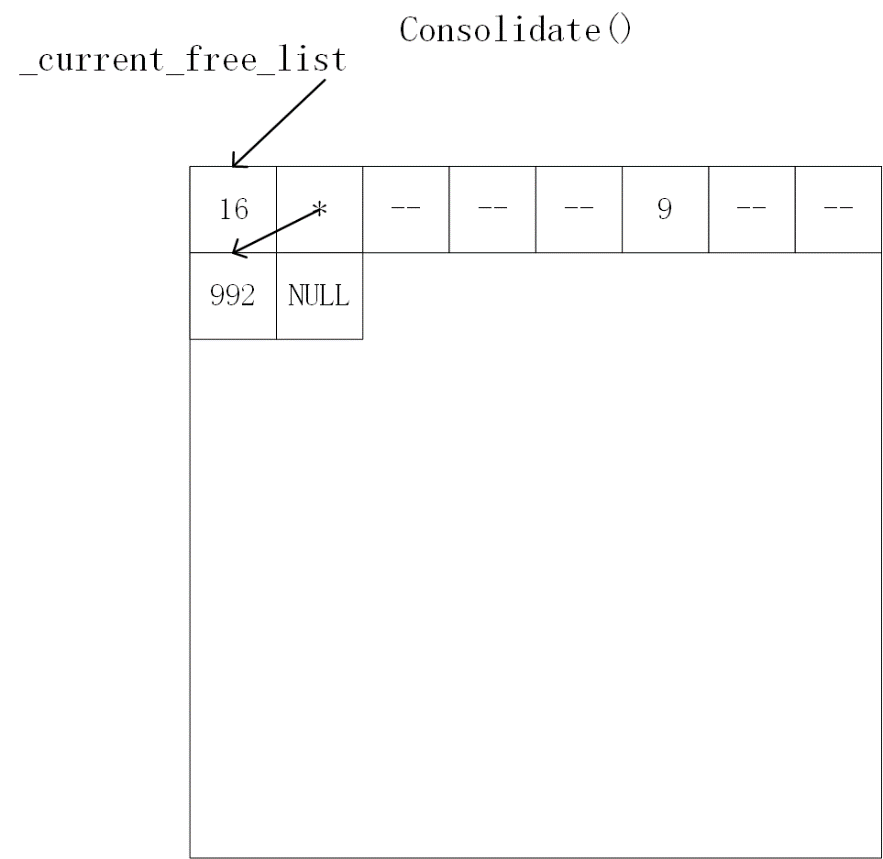 Consolidate()
_current_free_list
16 * -- -- -- 9 -- --
992 NULL